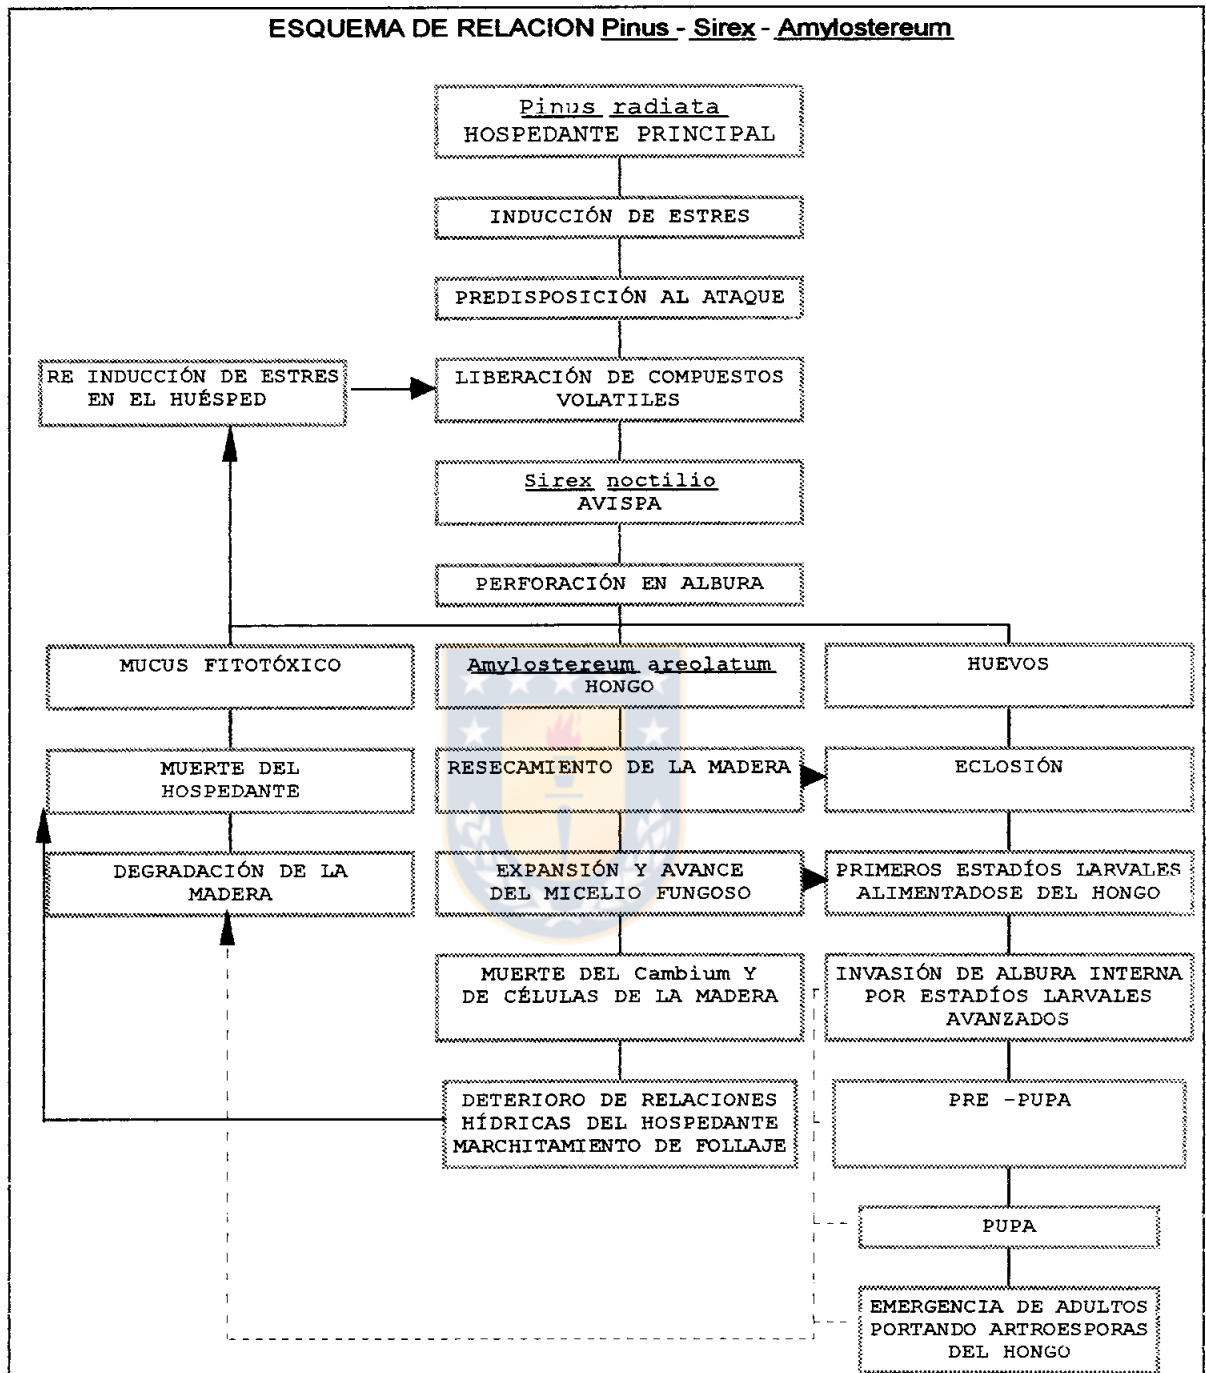 ESQUEMA DE RELACION Pinus - Sirex - Amylostereum
Pinus radiata
HOSPEDANTE PRINCIPAL
INDUCCIÓN DE ESTRES
PREDISPOSICIÓN AL ATAQUE
RE INDUCCIÓN DE ESTRES
EN EL HUÉSPED
LIBERACIÓN DE COMPUESTOS
VOLATILES
Sirex noctilio
AVISPA
PERFORACIÓN EN ALBURA
MUCUS FITOTÓXICO
Amylostereum areolatum
HONGO
HUEVOS
MUERTE DEL
HOSPEDANTE
RESECAMIENTO DE LA MADERA
ECLOSIÓN
DEGRADACIÓN DE LA
MADERA
EXPANSIÓN Y AVANCE
DEL MICELIO FUNGOSO
PRIMEROS ESTADÍOS LARVALES
ALIMENTADOSE DEL HONGO
MUERTE DEL Cambium Y
DE CÉLULAS DE LA MADERA
INVASIÓN DE ALBURA INTERNA
POR ESTADÍOS LARVALES
AVANZADOS
DETERIORO DE RELACIONES
HÍDRICAS DEL HOSPEDANTE
MARCHITAMIENTO DE FOLLAJE
PRE -PUPA
PUPA
EMERGENCIA DE ADULTOS
PORTANDO ARTROESPORAS
DEL HONGO